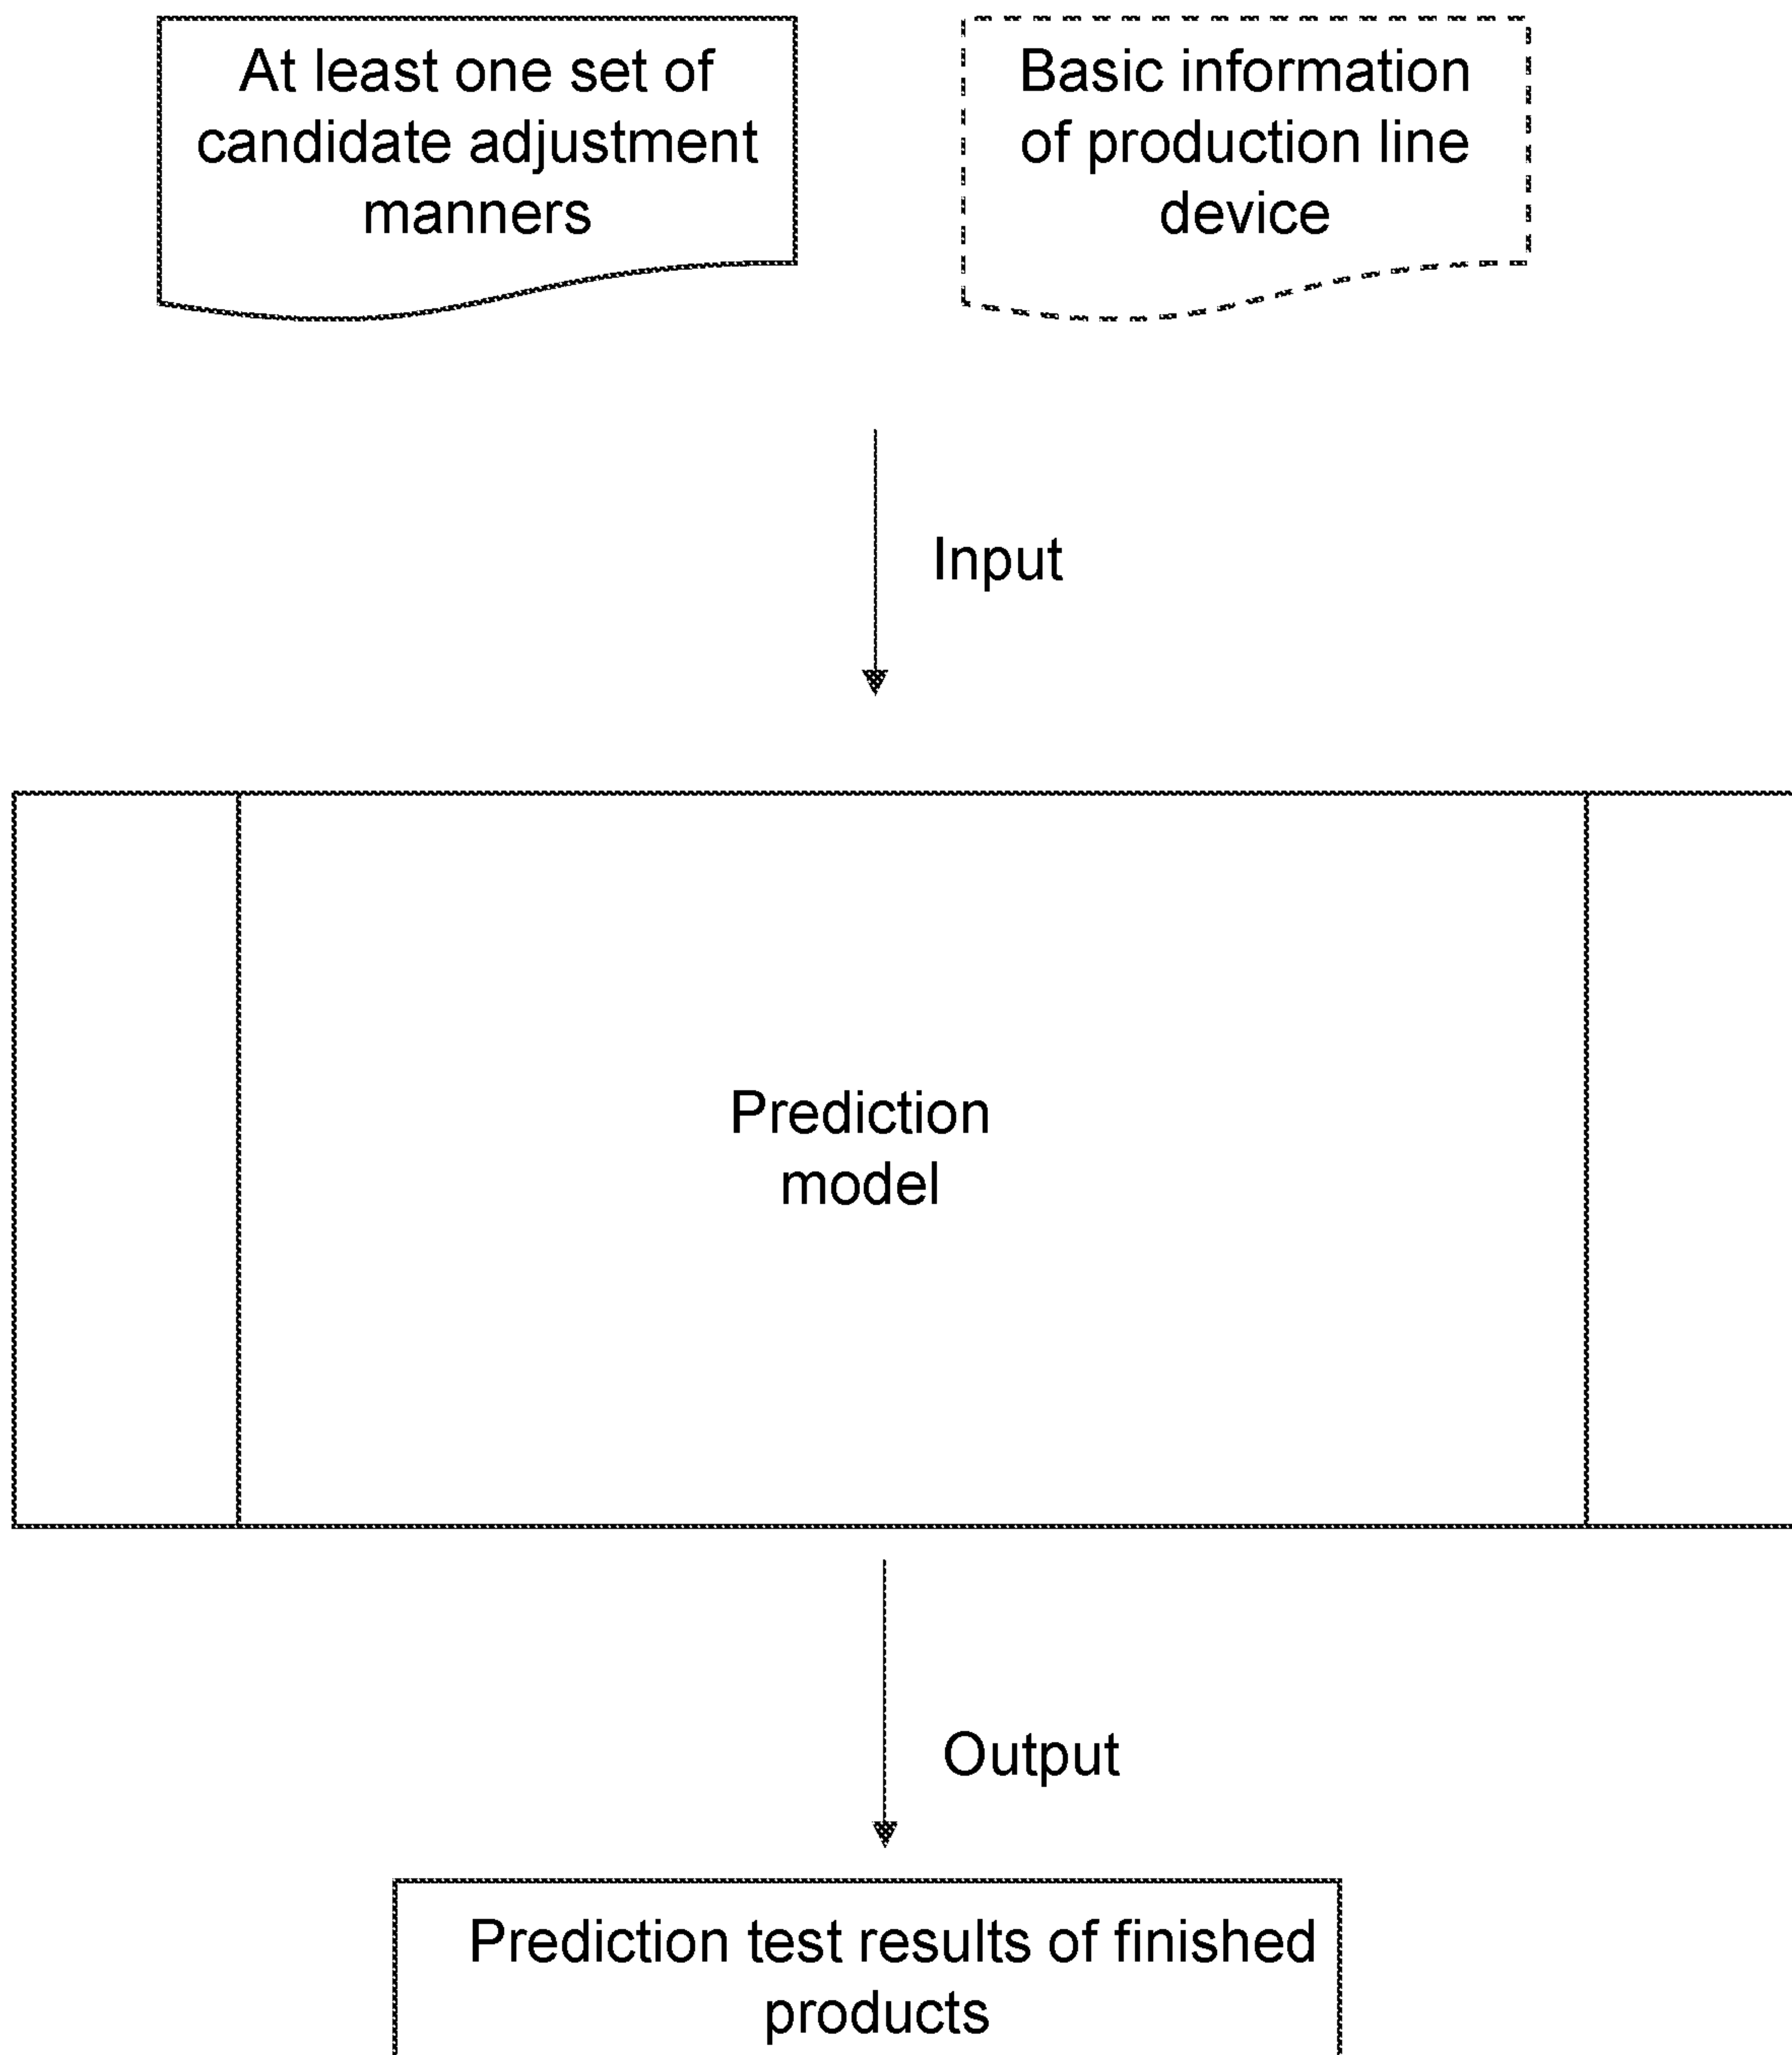 At least one set of
candidate adjustment
manners
Basic information
of production line
device
Input
Prediction
model
Output
Prediction test results of finished
products